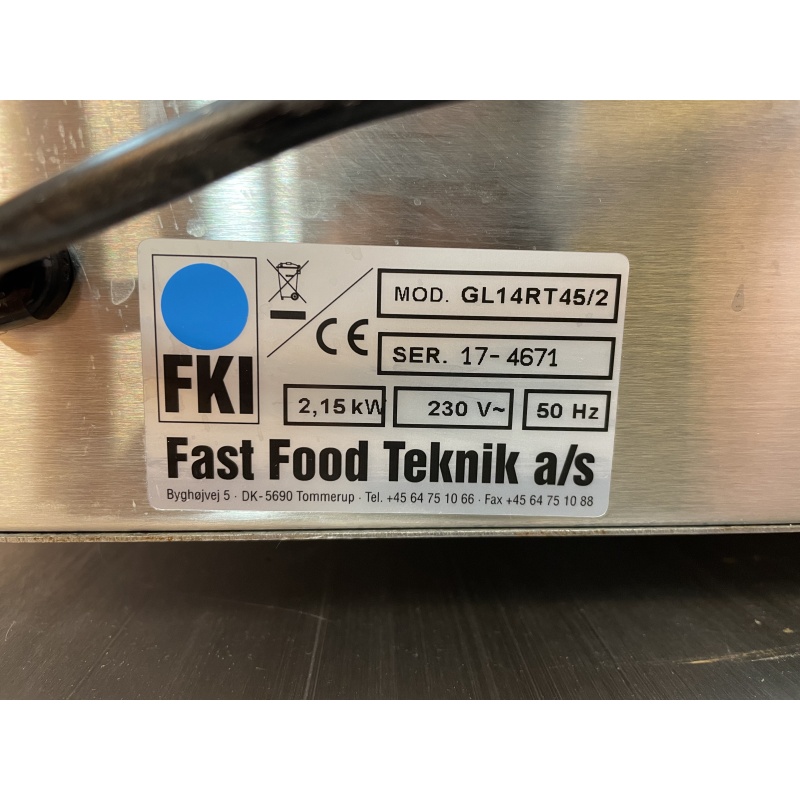 FKI
CE
MOD. GL14RT45/2
SER. 17-4671
2,15 kW
230 V~
50 Hz
Fast Food Teknik a/s
Byghøjvej 5 · DK-5690 Tommerup · Tel. +45 64 75 10 66 · Fax +45 64 75 10 88